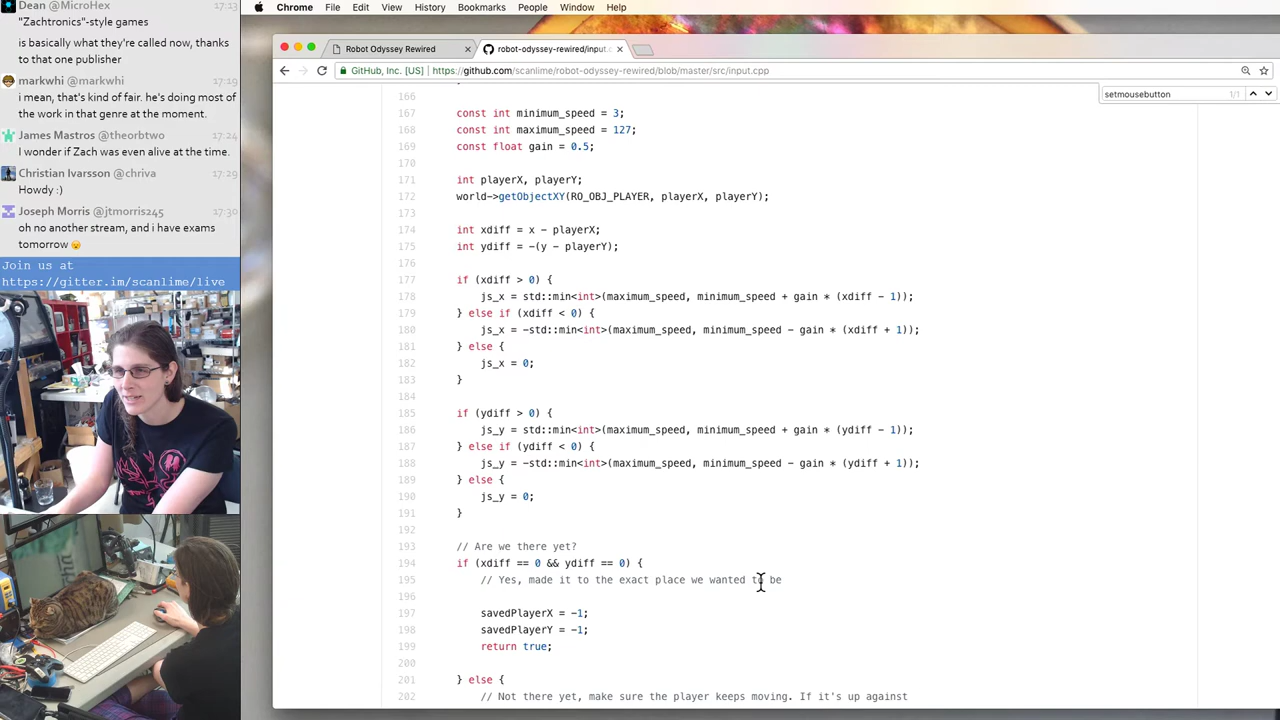 Dean @MicroHex 17:13
"Zachtronics"-style games
is basically what they're called now, thanks
to that one publisher
markwhi @markwhi 17:19
i mean, that's kind of fair. he's doing most of
the work in that genre at the moment.
James Mastros @theorbtwo 17:24
I wonder if Zach was even alive at the time.
Christian Ivarsson @chriva 17:29
Howdy :)
Joseph Morris @jtmorris245 17:30
oh no another stream, and i have exams
tomorrow 😟
Join us at
https://gitter.im/scanlime/live
Chrome File Edit View History Bookmarks People Window Help
Robot Odyssey Rewired
robot-odyssey-rewired/input.c
GitHub, Inc. [US] https://github.com/scanlime/robot-odyssey-rewired/blob/master/src/input.cpp
setmousebutton 1/1
166
167 const int minimum_speed = 3;
168 const int maximum_speed = 127;
169 const float gain = 0.5;
170
171 int playerX, playerY;
172 world->getObjectXY(RO_OBJ_PLAYER, playerX, playerY);
173
174 int xdiff = x - playerX;
175 int ydiff = -(y - playerY);
176
177 if (xdiff > 0) {
178 js_x = std::min<int>(maximum_speed, minimum_speed + gain * (xdiff - 1));
179 } else if (xdiff < 0) {
180 js_x = -std::min<int>(maximum_speed, minimum_speed - gain * (xdiff + 1));
181 } else {
182 js_x = 0;
183 }
184
185 if (ydiff > 0) {
186 js_y = std::min<int>(maximum_speed, minimum_speed + gain * (ydiff - 1));
187 } else if (ydiff < 0) {
188 js_y = -std::min<int>(maximum_speed, minimum_speed - gain * (ydiff + 1));
189 } else {
190 js_y = 0;
191 }
192
193 // Are we there yet?
194 if (xdiff == 0 && ydiff == 0) {
195 // Yes, made it to the exact place we wanted to be
196
197 savedPlayerX = -1;
198 savedPlayerY = -1;
199 return true;
200
201 } else {
202 // Not there yet, make sure the player keeps moving. If it's up against